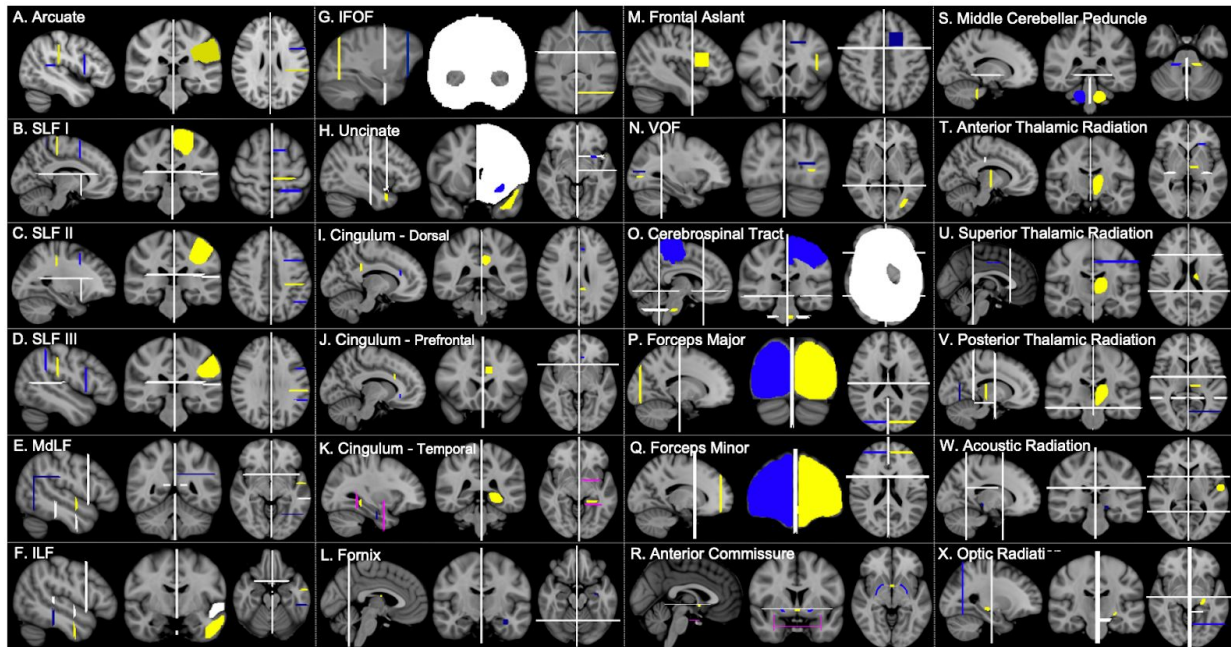 A. Arcuate
B. SLF I
C. SLF II
D. SLF III
E. MdLF
F. ILF
G. IFOF
H. Uncinate
I. Cingulum - Dorsal
J. Cingulum - Prefrontal
K. Cingulum - Temporal
L. Fornix
M. Frontal Aslant
N. VOF
O. Cerebrospinal Tract
P. Forceps Major
Q. Forceps Minor
R. Anterior Commissure
S. Middle Cerebellar Peduncle
T. Anterior Thalamic Radiation
U. Superior Thalamic Radiation
V. Posterior Thalamic Radiation
W. Acoustic Radiation
X. Optic